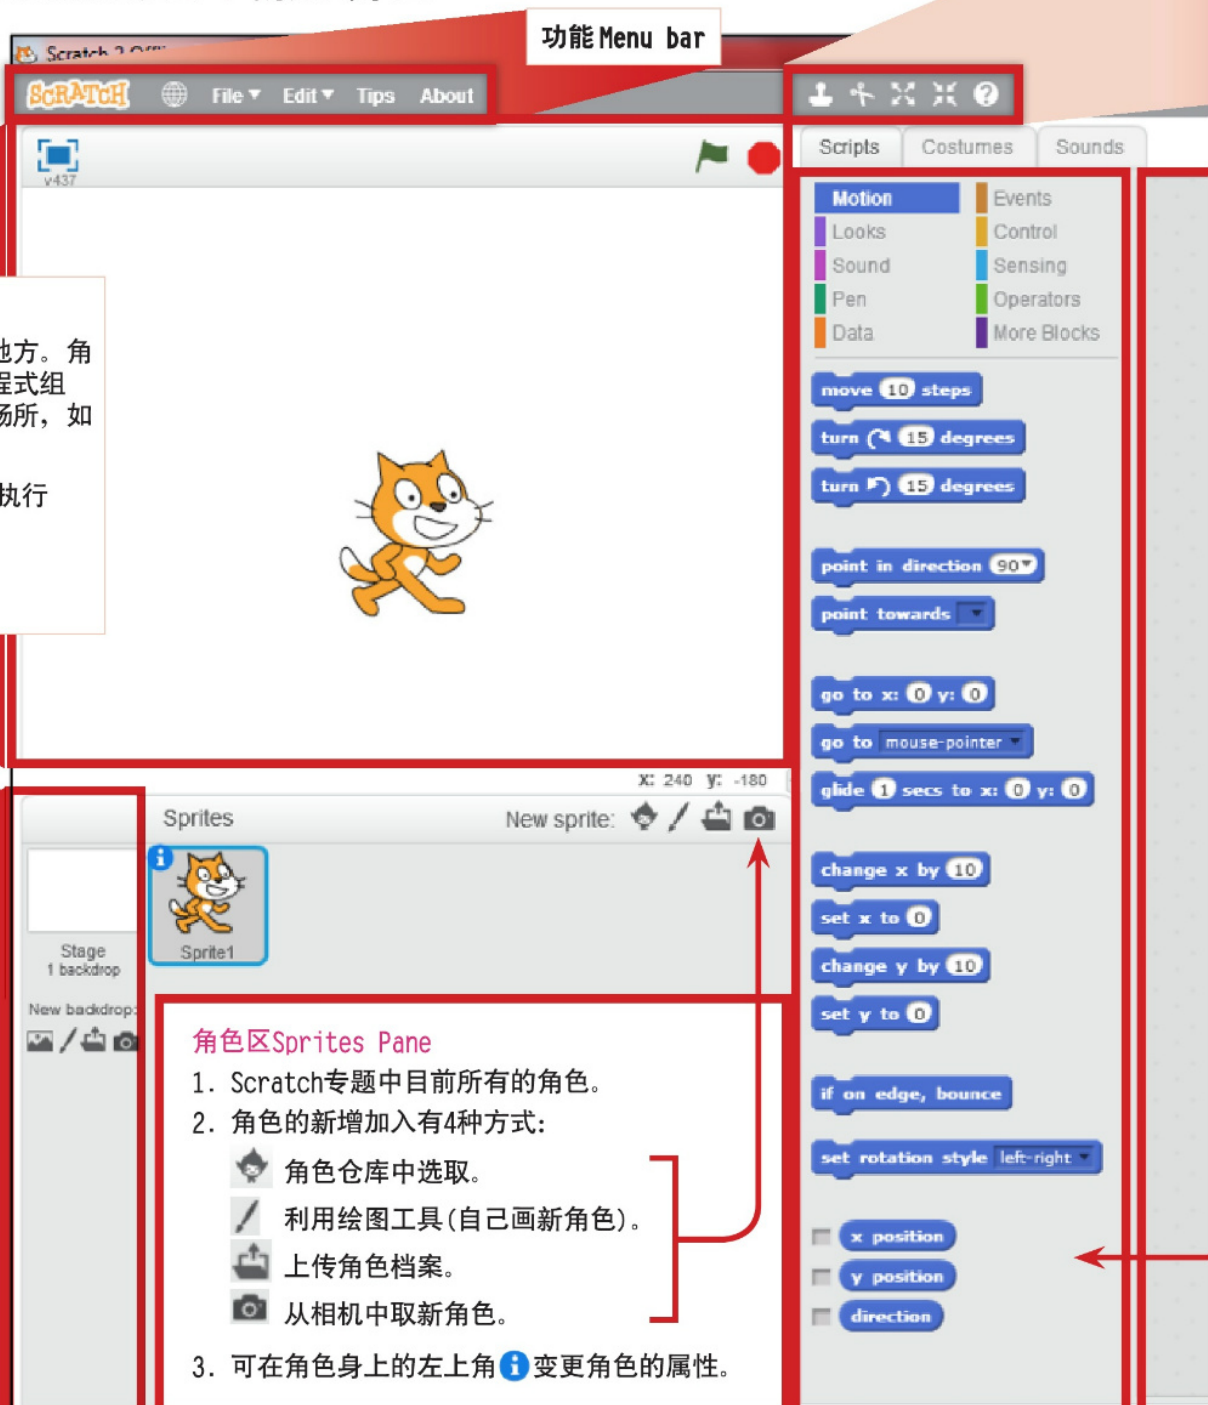 功能Menu bar
Scratch 2
SCRATCH File Edit Tips About
v437
Scripts Costumes Sounds
Motion Events
Looks Control
Sound Sensing
Pen Operators
Data More Blocks
地方。角
程式组
场所，如
执行
move 10 steps
turn 15 degrees
turn 15 degrees
point in direction 90
point towards
go to x: 0 y: 0
go to mouse-pointer
glide 1 secs to x: 0 y: 0
change x by 10
set x to 0
change y by 10
set y to 0
if on edge, bounce
set rotation style left-right
x position
y position
direction
x: 240 y: -180
Sprites New sprite:
Sprite1
Stage
1 backdrop
New backdrop:
角色区Sprites Pane
1. Scratch专题中目前所有的角色。
2. 角色的新增加入有4种方式:
角色仓库中选取。
利用绘图工具(自己画新角色)。
上传角色档案。
从相机中取新角色。
3. 可在角色身上的左上角i变更角色的属性。